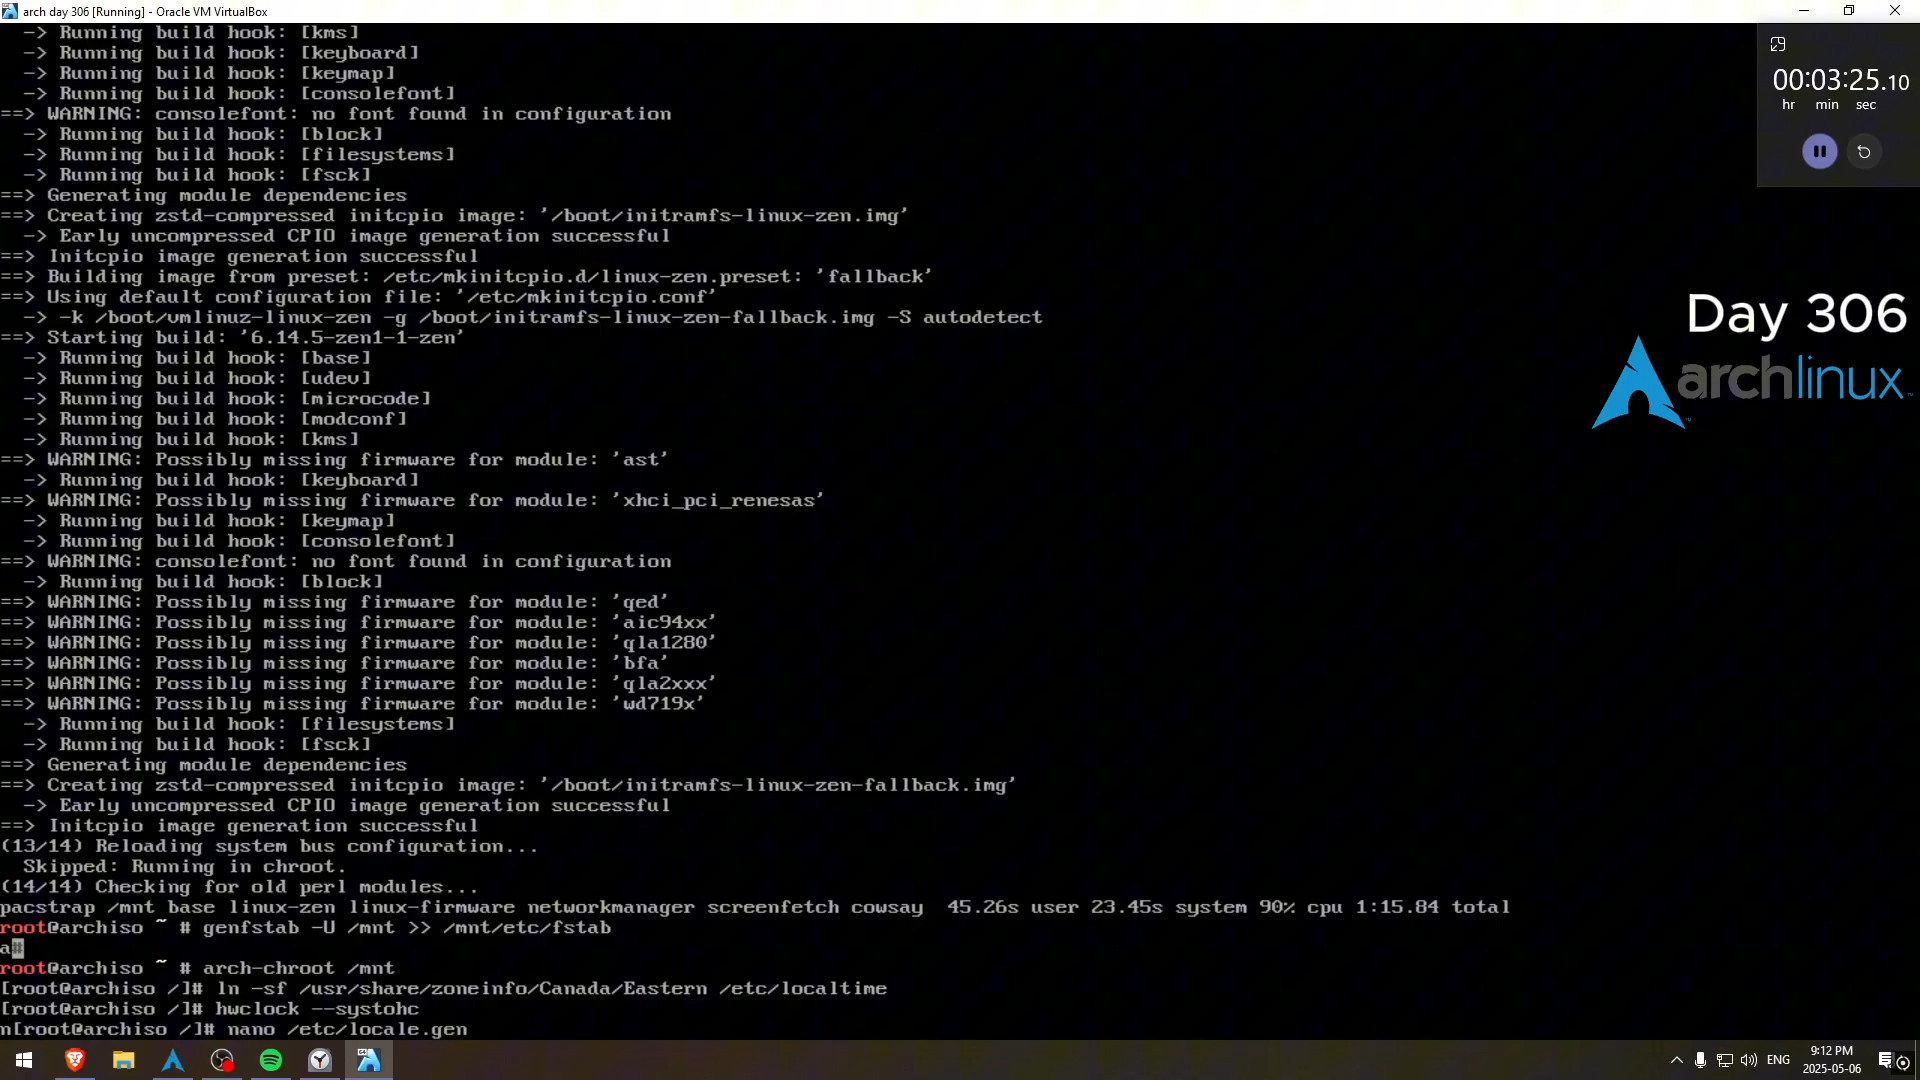 arch day 306 [Running] - Oracle VM VirtualBox
-> Running build hook: [kms]
-> Running build hook: [keyboard]
-> Running build hook: [keymap]
-> Running build hook: [consolefont]
==> WARNING: consolefont: no font found in configuration
-> Running build hook: [block]
-> Running build hook: [filesystems]
-> Running build hook: [fsck]
==> Generating module dependencies
==> Creating zstd-compressed initcpio image: '/boot/initramfs-linux-zen.img'
-> Early uncompressed CPIO image generation successful
==> Initcpio image generation successful
==> Building image from preset: /etc/mkinitcpio.d/linux-zen.preset: 'fallback'
==> Using default configuration file: '/etc/mkinitcpio.conf'
-> -k /boot/vmlinuz-linux-zen -g /boot/initramfs-linux-zen-fallback.img -S autodetect
==> Starting build: '6.14.5-zen1-1-zen'
-> Running build hook: [base]
-> Running build hook: [udev]
-> Running build hook: [microcode]
-> Running build hook: [modconf]
-> Running build hook: [kms]
==> WARNING: Possibly missing firmware for module: 'ast'
-> Running build hook: [keyboard]
==> WARNING: Possibly missing firmware for module: 'xhci_pci_renesas'
-> Running build hook: [keymap]
-> Running build hook: [consolefont]
==> WARNING: consolefont: no font found in configuration
-> Running build hook: [block]
==> WARNING: Possibly missing firmware for module: 'qed'
==> WARNING: Possibly missing firmware for module: 'aic94xx'
==> WARNING: Possibly missing firmware for module: 'qla1280'
==> WARNING: Possibly missing firmware for module: 'bfa'
==> WARNING: Possibly missing firmware for module: 'qla2xxx'
==> WARNING: Possibly missing firmware for module: 'wd719x'
-> Running build hook: [filesystems]
-> Running build hook: [fsck]
==> Generating module dependencies
==> Creating zstd-compressed initcpio image: '/boot/initramfs-linux-zen-fallback.img'
-> Early uncompressed CPIO image generation successful
==> Initcpio image generation successful
(13/14) Reloading system bus configuration...
Skipped: Running in chroot.
(14/14) Checking for old perl modules...
pacstrap /mnt base linux-zen linux-firmware networkmanager screenfetch cowsay  45.26s user 23.45s system 90% cpu 1:15.84 total
root@archiso ~ # genfstab -U /mnt >> /mnt/etc/fstab
a#
root@archiso ~ # arch-chroot /mnt
[root@archiso /]# ln -sf /usr/share/zoneinfo/Canada/Eastern /etc/localtime
[root@archiso /]# hwclock --systohc
n[root@archiso /]# nano /etc/locale.gen
00:03:25.10
hr min sec
Day 306
archlinux™
ENG
9:12 PM
2025-05-06